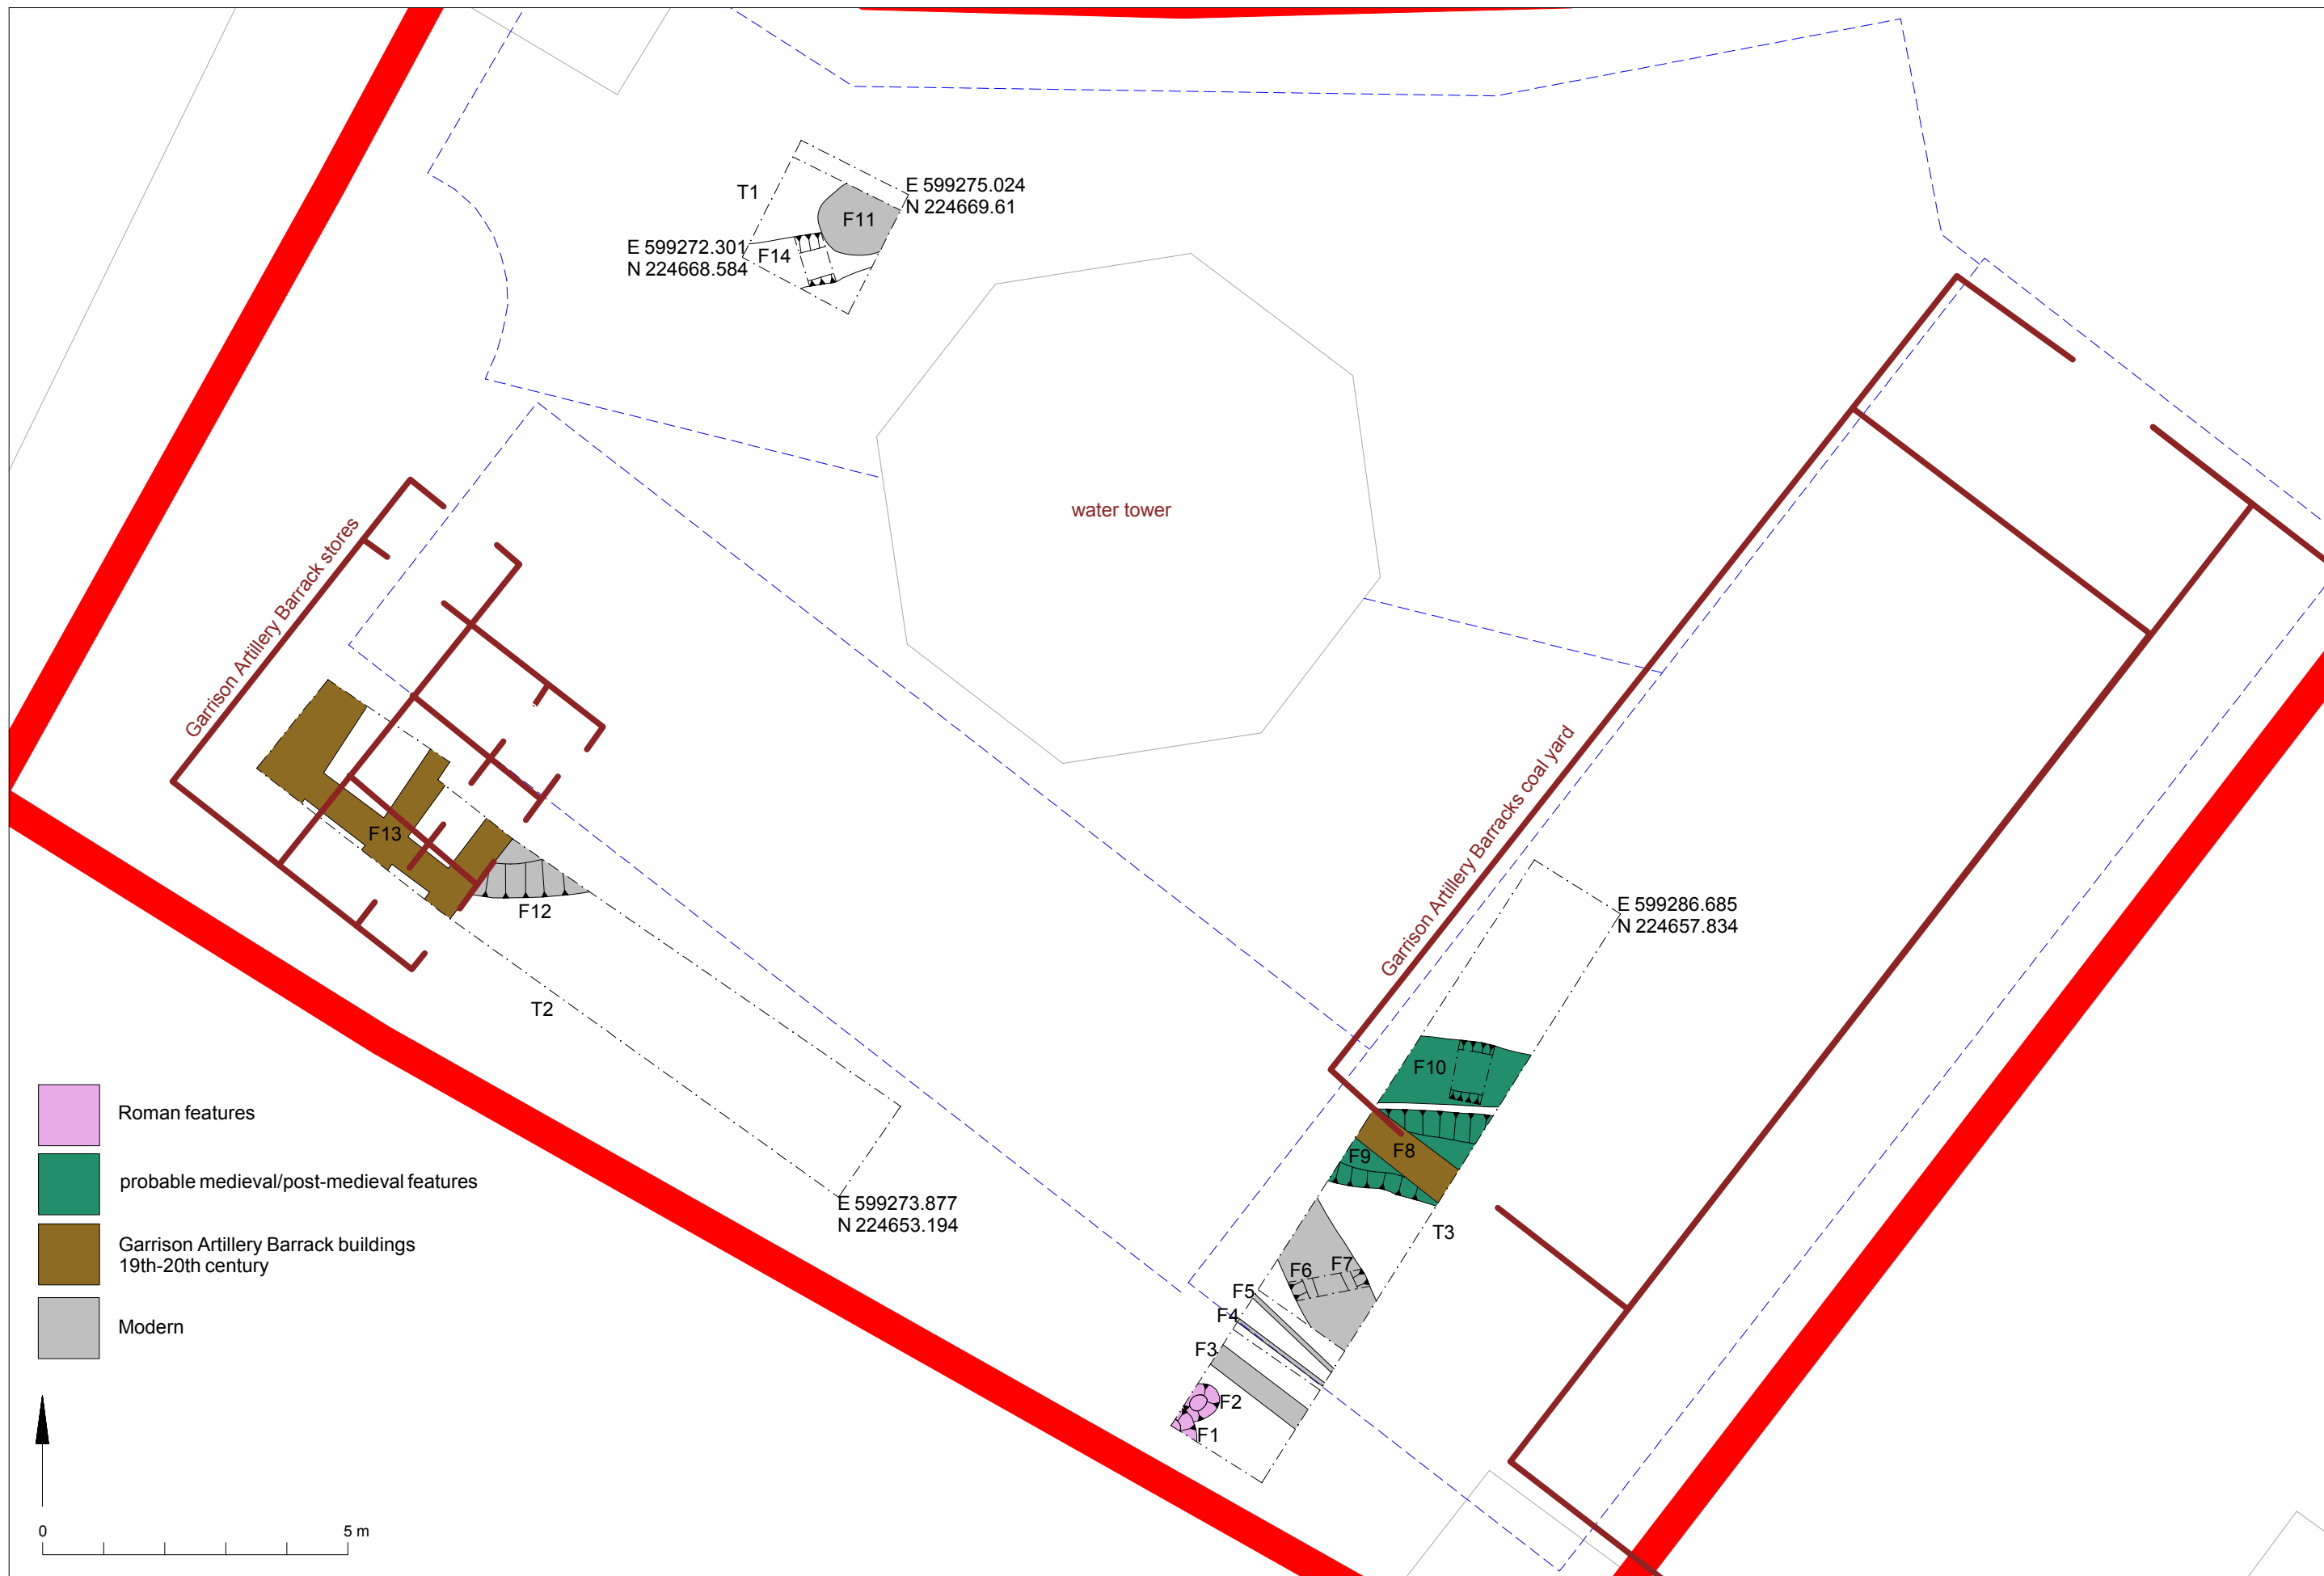 T1
E 599275.024
N 224669.61
F11
E 599272.301
N 224668.584
F14
water tower
Garrison Artillery Barrack stores
Garrison Artillery Barracks coal yard
F13
F12
T2
E 599286.685
N 224657.834
F10
F9
F8
E 599273.877
N 224653.194
T3
F7
F6
F5
F4
F3
F2
F1
Roman features
probable medieval/post-medieval features
Garrison Artillery Barrack buildings
19th-20th century
Modern
0
5 m